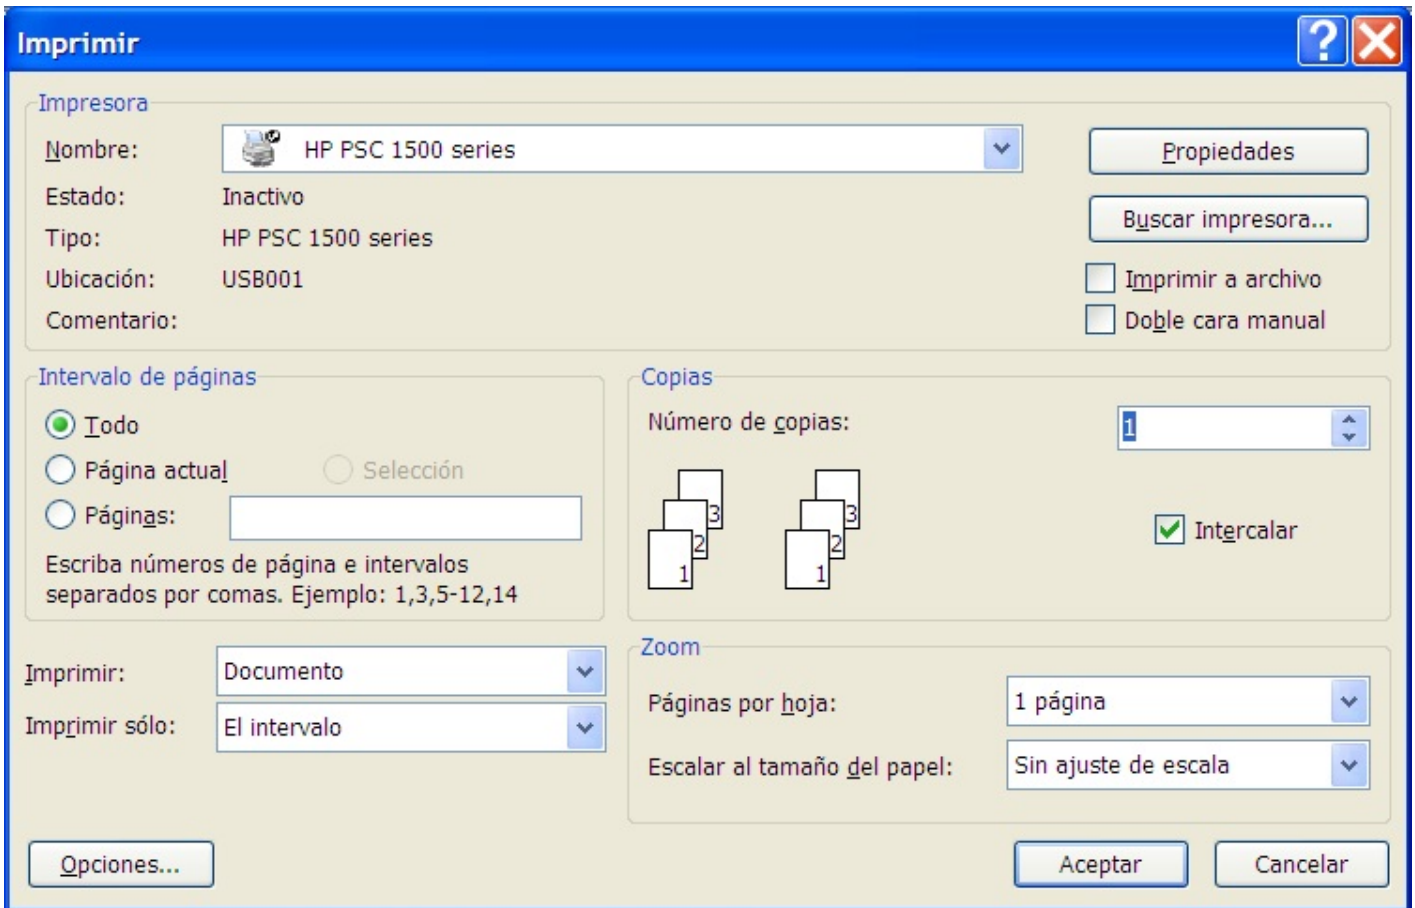 Imprimir
Impresora
Nombre: HP PSC 1500 series Propiedades
Estado: Inactivo
Buscar impresora...
Tipo: HP PSC 1500 series
Ubicación: USB001 Imprimir a archivo
Comentario: Doble cara manual
Intervalo de páginas
Todo
Página actual Selección
Páginas:
Escriba números de página e intervalos
separados por comas. Ejemplo: 1,3,5-12,14
Copias
Número de copias: 1
3 3
2 2
1 1
Intercalar
Imprimir: Documento
Imprimir sólo: El intervalo
Zoom
Páginas por hoja: 1 página
Escalar al tamaño del papel: Sin ajuste de escala
Opciones... Aceptar Cancelar